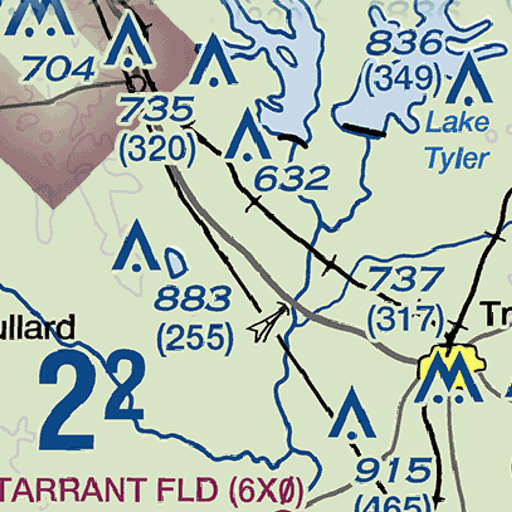 836
(349)
704
735
(320)
Lake
Tyler
632
737
(317)
883
(255)
ullard
Tr
2²
915
(465)
TARRANT FLD (6XØ)